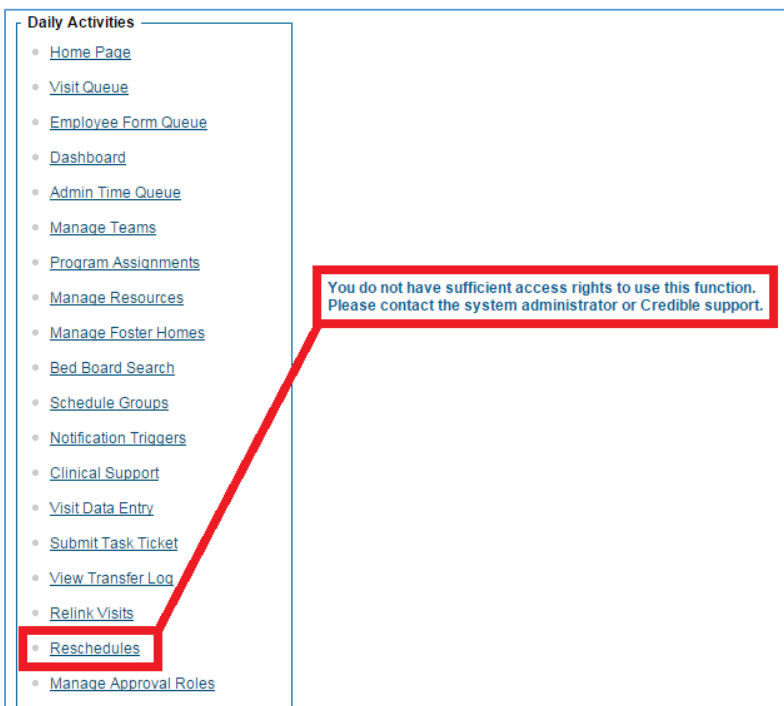 Daily Activities
Home Page
Visit Queue
Employee Form Queue
Dashboard
Admin Time Queue
Manage Teams
Program Assignments
Manage Resources
Manage Foster Homes
Bed Board Search
Schedule Groups
Notification Triggers
Clinical Support
Visit Data Entry
Submit Task Ticket
View Transfer Log
Relink Visits
Reschedules
Manage Approval Roles
You do not have sufficient access rights to use this function.
Please contact the system administrator or Credible support.